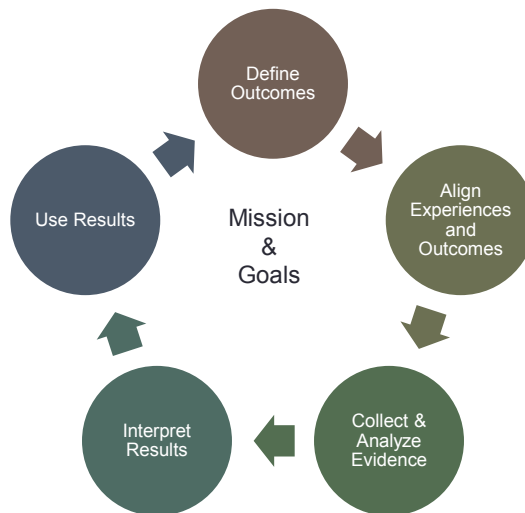 Define
Outcomes
Align
Experiences
and
Outcomes
Collect &
Analyze
Evidence
Interpret
Results
Use Results
Mission
&
Goals